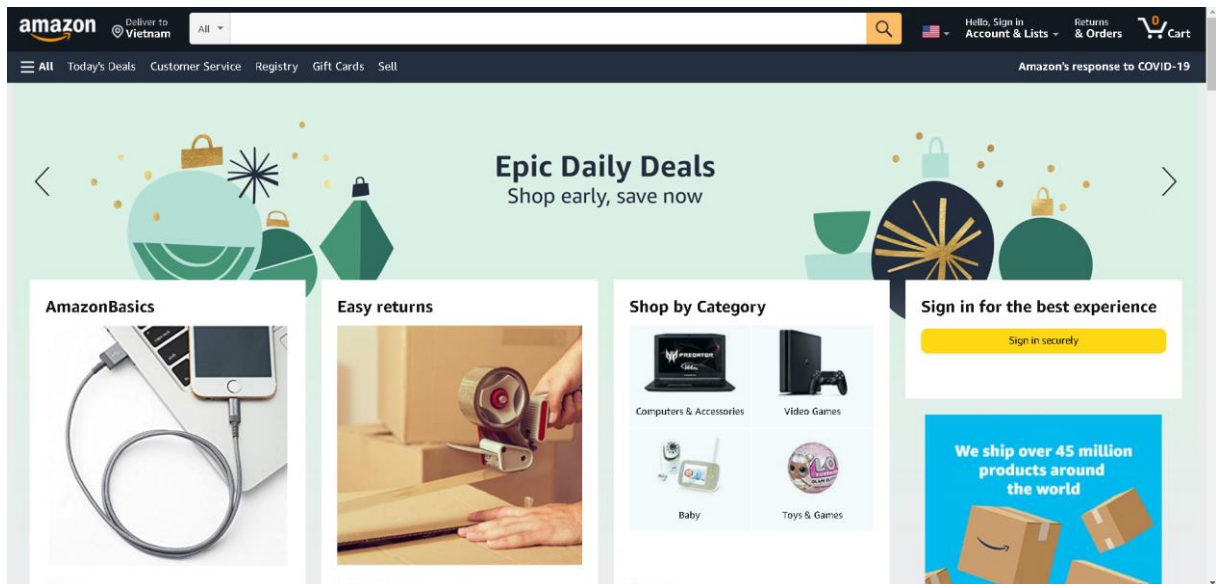 amazon
Deliver to
Vietnam
All
Hello, Sign in
Account & Lists
Returns
& Orders
0
Cart
All
Today's Deals
Customer Service
Registry
Gift Cards
Sell
Amazon's response to COVID-19
Epic Daily Deals
Shop early, save now
AmazonBasics
Easy returns
Shop by Category
PREDATOR
Computers & Accessories
Video Games
Baby
Toys & Games
Sign in for the best experience
Sign in securely
We ship over 45 million
products around
the world